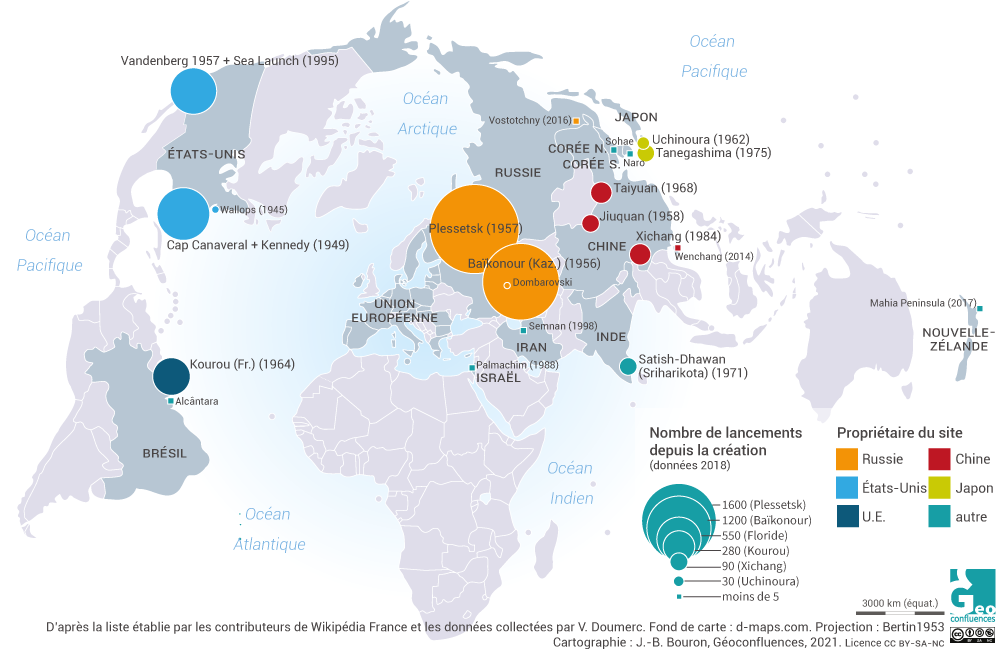 Océan
Pacifique
Vandenberg 1957 + Sea Launch (1995)
Océan
Arctique
Vostotchny (2016)
JAPON
Sohae
Uchinoura (1962)
CORÉE N.
Tanegashima (1975)
CORÉE S.
Naro
ÉTATS-UNIS
RUSSIE
Taiyuan (1968)
Wallops (1945)
Jiuquan (1958)
Plessetsk (1957)
Océan
Pacifique
Cap Canaveral + Kennedy (1949)
Xichang (1984)
CHINE
Wenchang (2014)
Baïkonour (Kaz.) (1956)
Dombarovski
UNION
EUROPÉENNE
Mahia Peninsula (2017)
Semnan (1998)
INDE
NOUVELLE-
ZÉLANDE
IRAN
Kourou (Fr.) (1964)
Palmachim (1988)
ISRAËL
Satish-Dhawan
(Sriharikota) (1971)
Alcântara
BRÉSIL
Océan
Indien
Océan
Atlantique
Nombre de lancements
depuis la création
(données 2018)
1600 (Plessetsk)
1200 (Baïkonour)
550 (Floride)
280 (Kourou)
90 (Xichang)
30 (Uchinoura)
moins de 5
Propriétaire du site
Russie
Chine
États-Unis
Japon
U.E.
autre
3000 km (équat.)
Géo
confluences
cc BY SA NC
D'après la liste établie par les contributeurs de Wikipédia France et les données collectées par V. Doumerc. Fond de carte : d-maps.com. Projection : Bertin1953
Cartographie : J.-B. Bouron, Géoconfluences, 2021. Licence CC BY-SA-NC